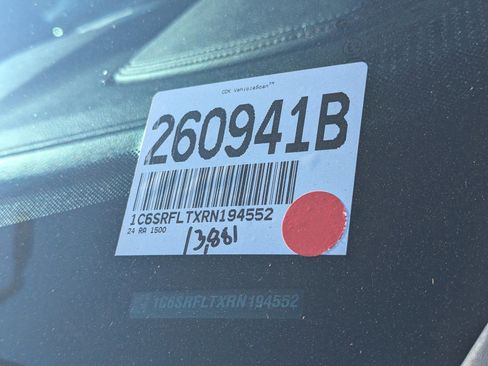 CDK VehicleScan™
260941B
1C6SRFLTXRN194552
24 RA 1500
13,881
1C6SRFLTXRN194552